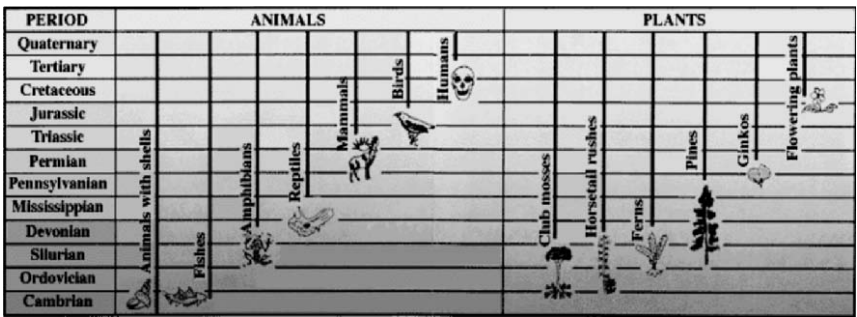 PERIOD ANIMALS PLANTS
Quaternary
Tertiary
Cretaceous
Jurassic
Triassic
Permian
Pennsylvanian
Mississippian
Devonian
Silurian
Ordovician
Cambrian
Animals with shells
Fishes
Amphibians
Reptiles
Mammals
Birds
Humans
Club mosses
Horsetail rushes
Ferns
Pines
Ginkos
Flowering plants